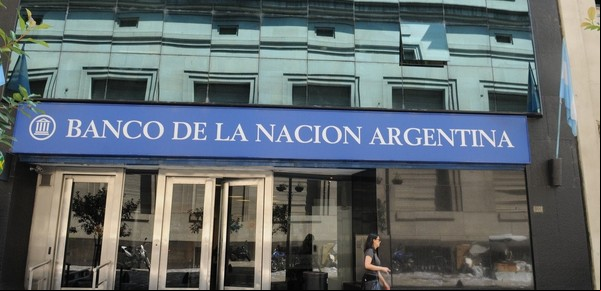 BANCO DE LA NACION ARGENTINA